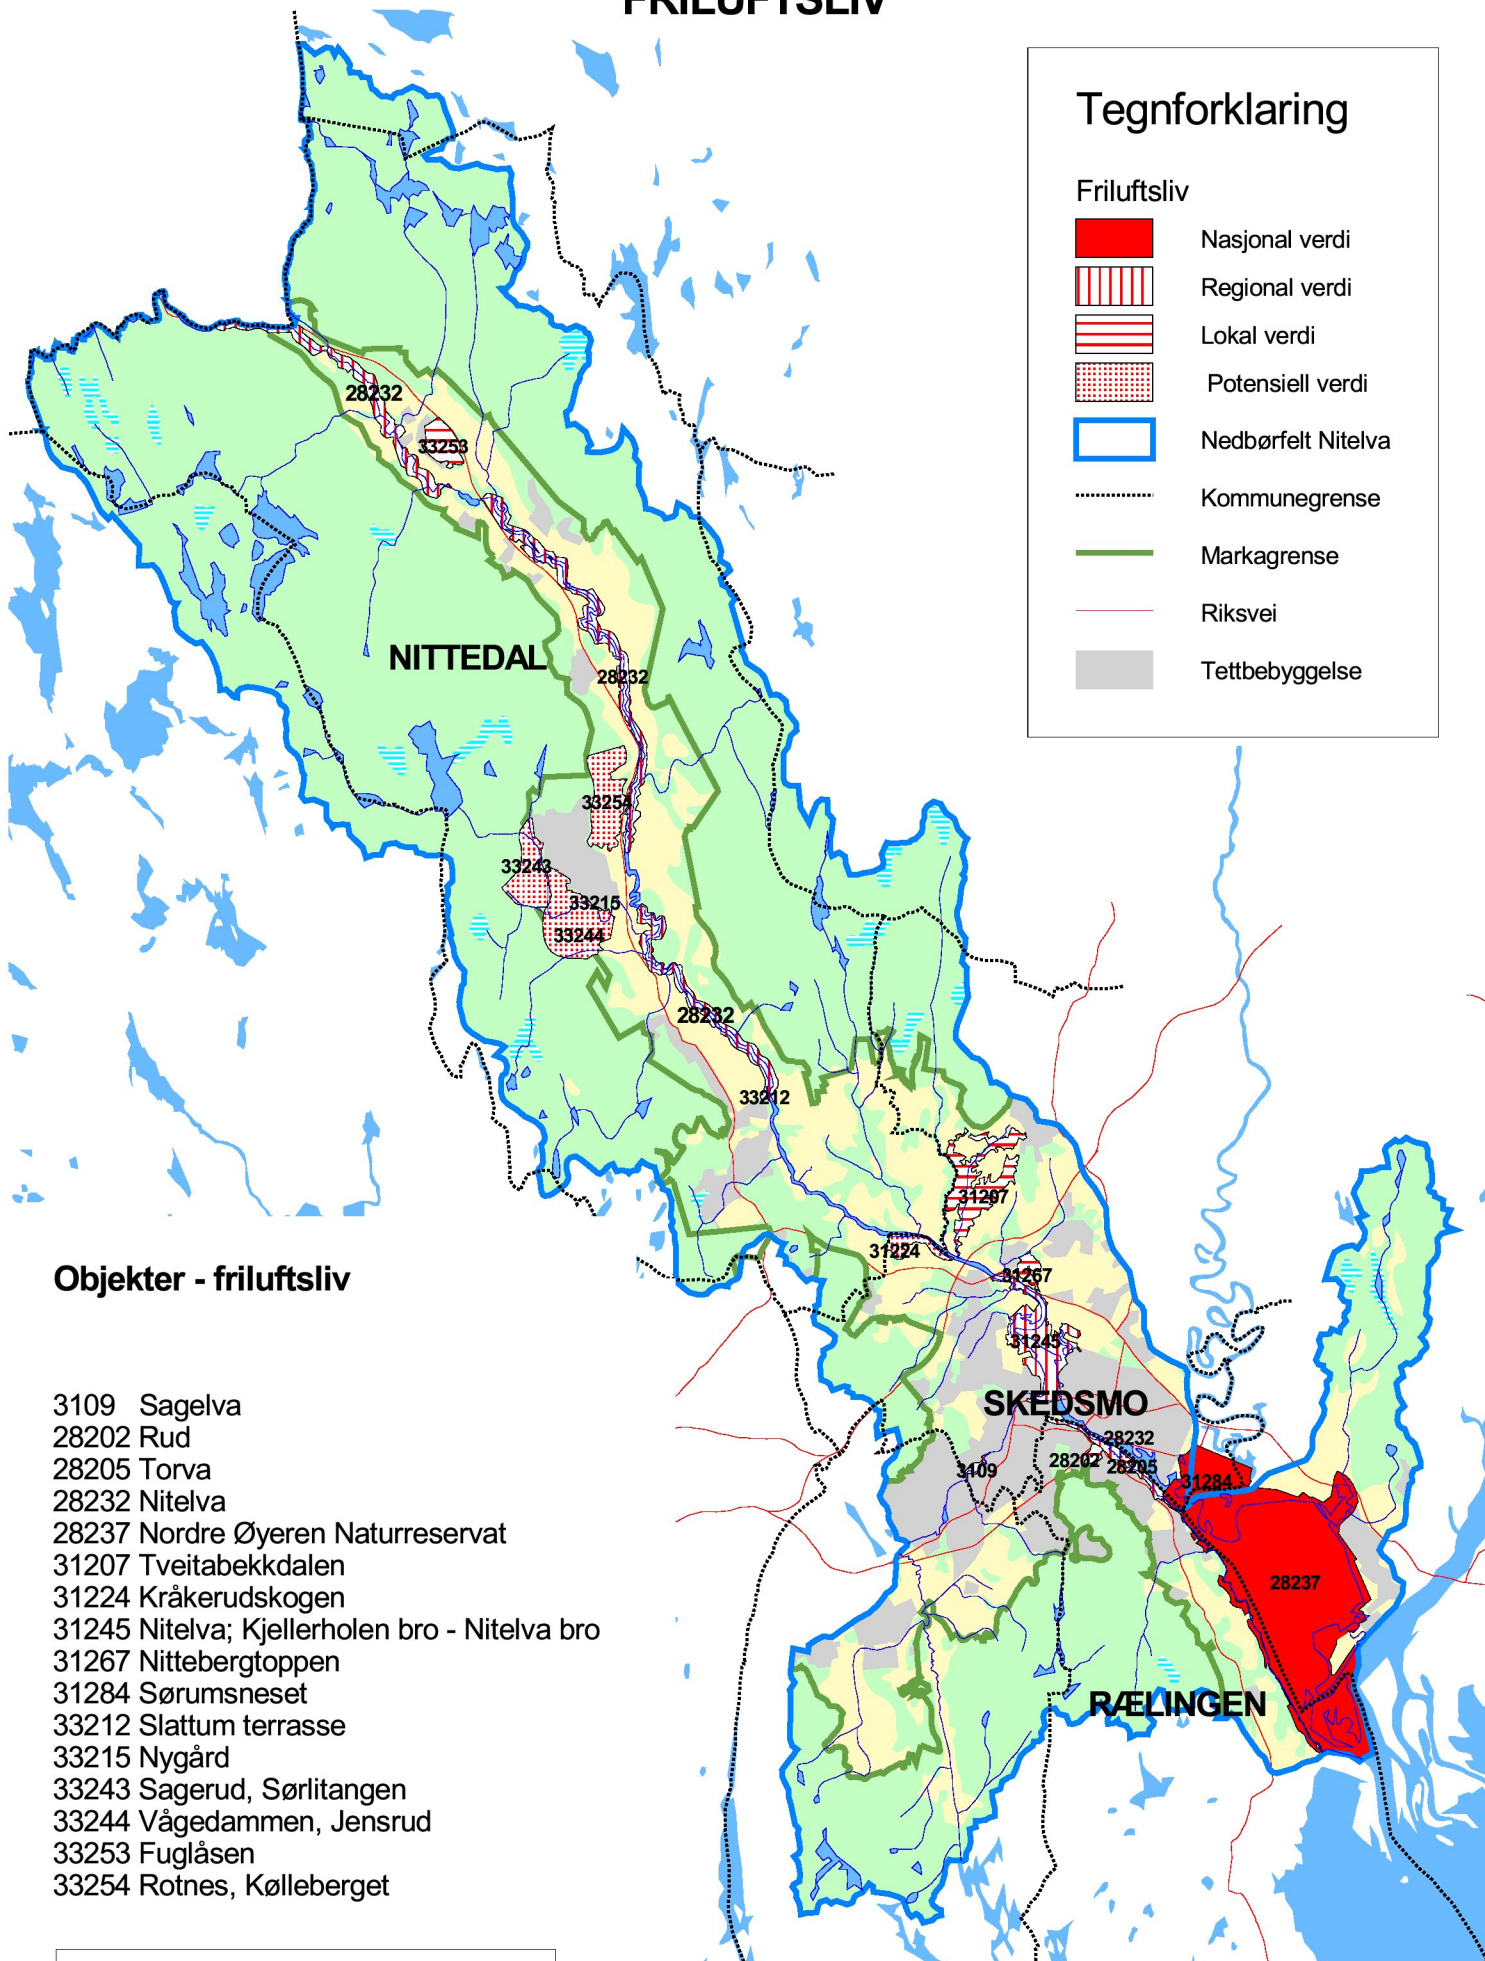 FRILUFTSLIV
Tegnforklaring
Friluftsliv
Nasjonal verdi
Regional verdi
Lokal verdi
Potensiell verdi
Nedbørfelt Nitelva
Kommunegrense
Markagrense
Riksvei
Tettbebyggelse
28232
33253
NITTEDAL
28232
33254
33243
33215
33244
28232
33212
31207
31224
31267
31245
SKEDSMO
28232
28202
28205
3109
31284
28237
RÆLINGEN
Objekter - friluftsliv
3109 Sagelva
28202 Rud
28205 Torva
28232 Nitelva
28237 Nordre Øyeren Naturreservat
31207 Tveitabekkdalen
31224 Kråkerudskogen
31245 Nitelva; Kjellerholen bro - Nitelva bro
31267 Nittebergtoppen
31284 Sørumsneset
33212 Slattum terrasse
33215 Nygård
33243 Sagerud, Sørlitangen
33244 Vågedammen, Jensrud
33253 Fuglåsen
33254 Rotnes, Kølleberget